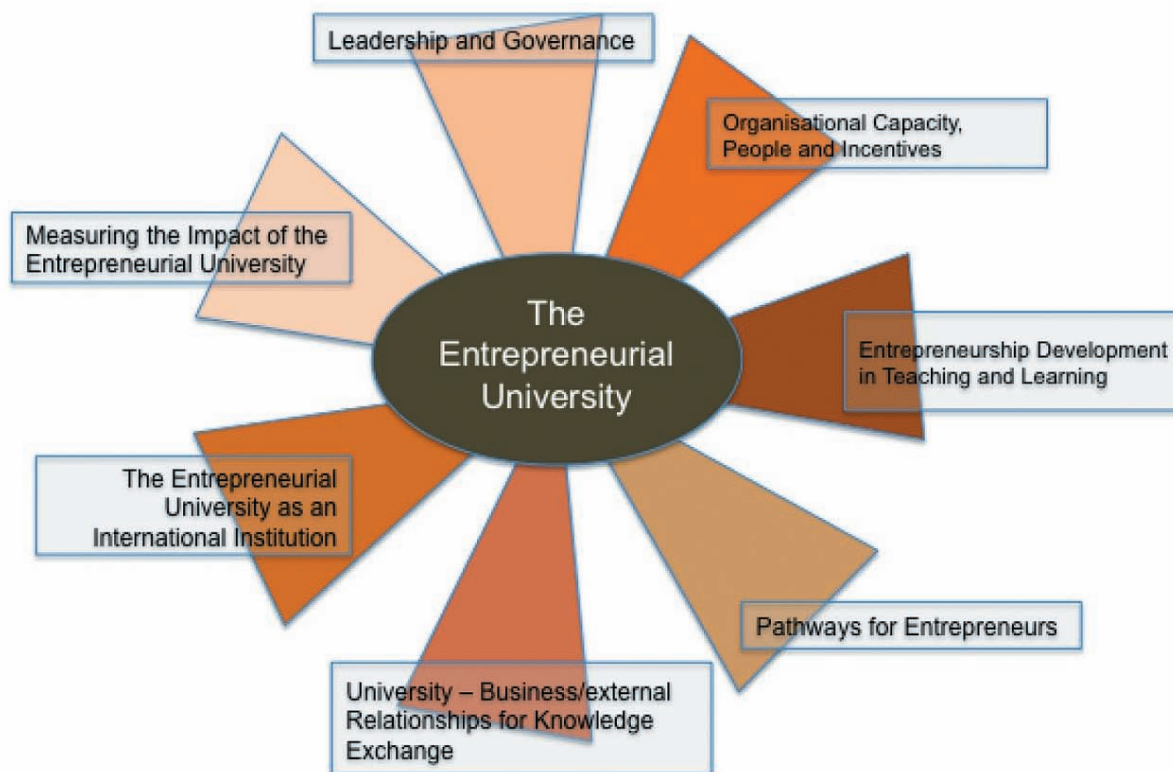 Leadership and Governance
Organisational Capacity,
People and Incentives
Measuring the Impact of the
Entrepreneurial University
The
Entrepreneurial
University
Entrepreneurship Development
in Teaching and Learning
The Entrepreneurial
University as an
International Institution
Pathways for Entrepreneurs
University – Business/external
Relationships for Knowledge
Exchange